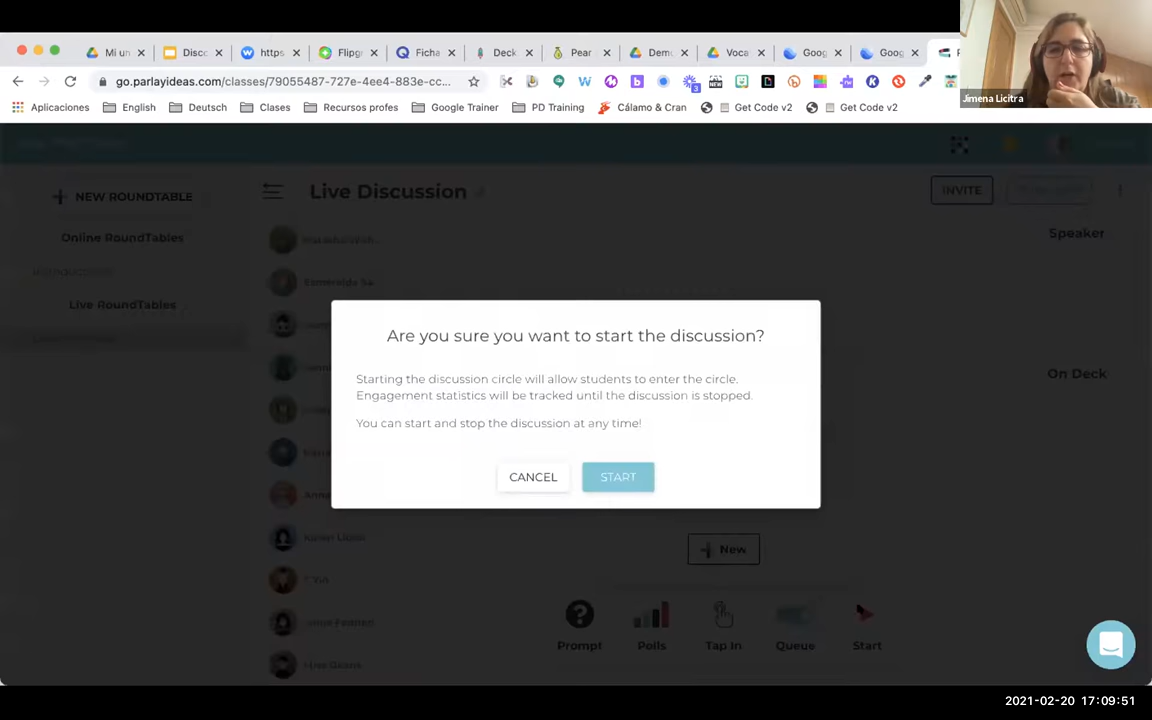 Mi un
Disco
https
Flipgr
Ficha
Deck
Pear
Demo
Voca
Goog
Goog
go.parlayideas.com/classes/79055487-727e-4ee4-883e-cc...
Aplicaciones
English
Deutsch
Clases
Recursos profes
Google Trainer
PD Training
Cálamo & Cran
Get Code v2
Get Code v2
Jimena Licitra
NEW ROUNDTABLE
Live Discussion
INVITE
Online RoundTables
Speaker
Live RoundTables
Are you sure you want to start the discussion?
Starting the discussion circle will allow students to enter the circle.
Engagement statistics will be tracked until the discussion is stopped.
On Deck
You can start and stop the discussion at any time!
CANCEL
START
New
Prompt
Polls
Tap In
Queue
Start
2021-02-20 17:09:51